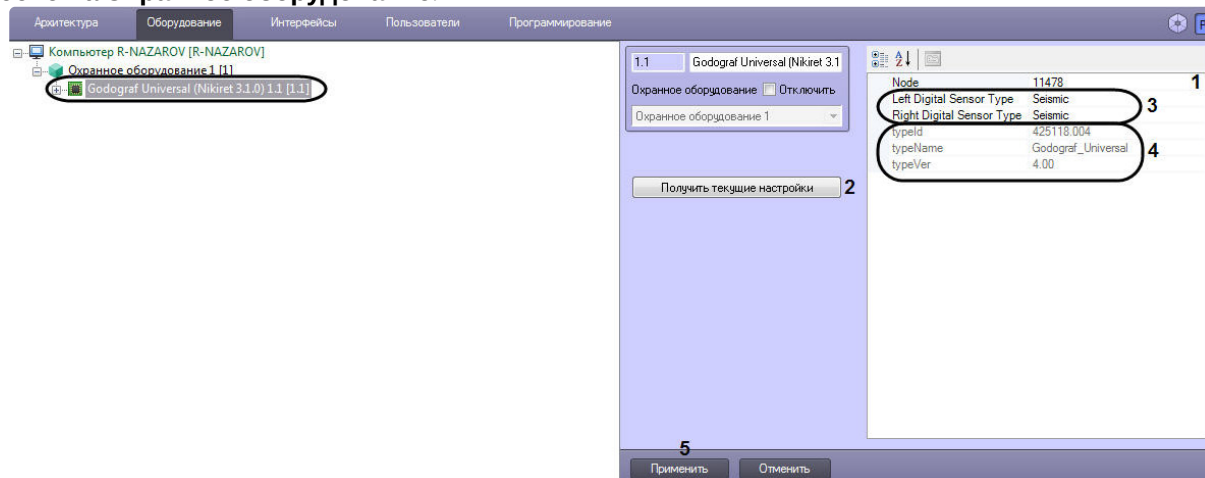 Архитектура Оборудование Интерфейсы Пользователи Программирование
Компьютер R-NAZAROV [R-NAZAROV]
Охранное оборудование 1 [1]
Godograf Universal (Nikiret 3.1.0) 1.1 [1.1]
1.1 Godograf Universal (Nikiret 3.1
Охранное оборудование Отключить
Охранное оборудование 1
Получить текущие настройки 2
Node 11478 1
Left Digital Sensor Type Seismic
Right Digital Sensor Type Seismic
3
typeId 425118.004
typeName Godograf_Universal
typeVer 4.00
4
5
Применить Отменить